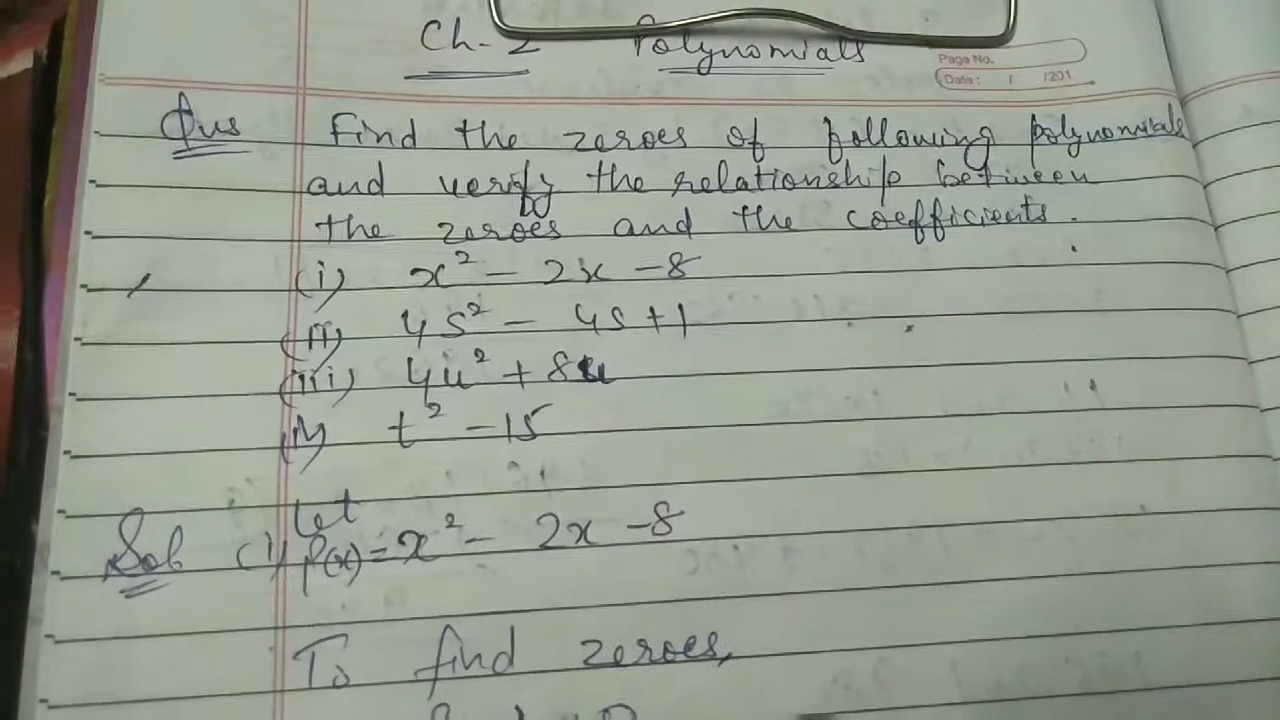 Ch-2 Polynomials
Page No.
Date: / /201
Qus Find the zeroes of following polynomials
and verify the relationship between
the zeroes and the coefficients.
(i) x² - 2x - 8
(ii) 4s² - 4s + 1
(iii) 4u² + 8u
(iv) t² - 15
Let
Sol (i) p(x) = x² - 2x - 8
To find zeroes,